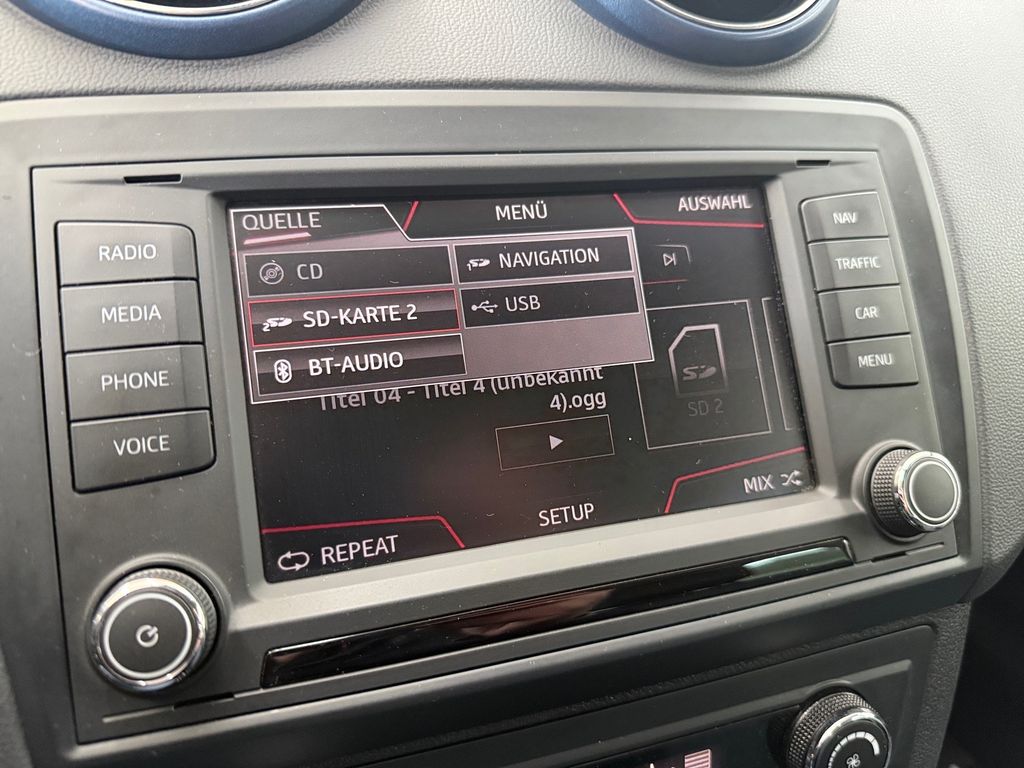 QUELLE
MENÜ
AUSWAHL
CD
NAVIGATION
SD-KARTE 2
USB
BT-AUDIO
Titel 04 - Titel 4 (unbekannt
4).ogg
SD 2
MIX
SETUP
REPEAT
RADIO
MEDIA
PHONE
VOICE
NAV
TRAFFIC
CAR
MENU